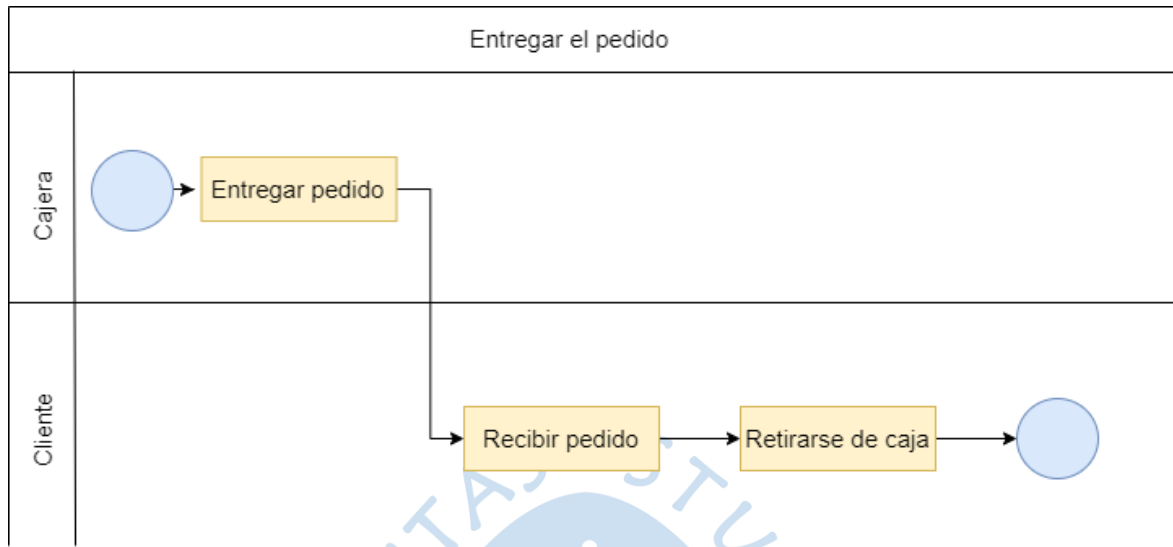 Entregar el pedido
Cajera
Entregar pedido
Cliente
Recibir pedido
Retirarse de caja